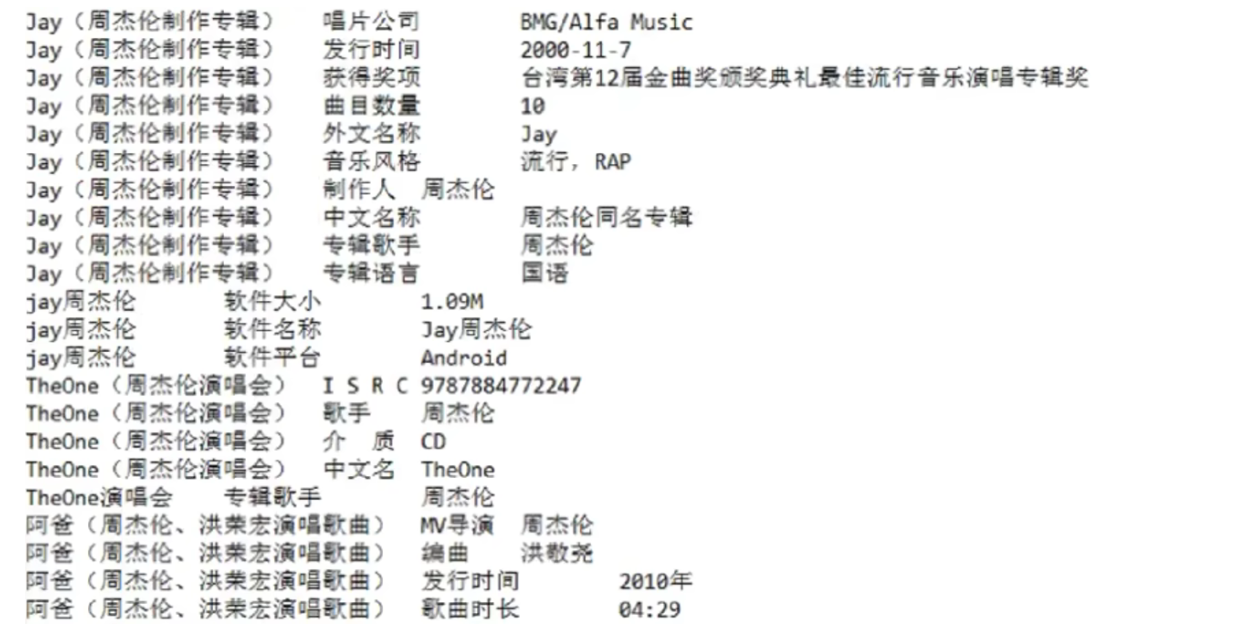 Jay（周杰伦制作专辑） 唱片公司 BMG/Alfa Music
Jay（周杰伦制作专辑） 发行时间 2000-11-7
Jay（周杰伦制作专辑） 获得奖项 台湾第12届金曲奖颁奖典礼最佳流行音乐演唱专辑奖
Jay（周杰伦制作专辑） 曲目数量 10
Jay（周杰伦制作专辑） 外文名称 Jay
Jay（周杰伦制作专辑） 音乐风格 流行，RAP
Jay（周杰伦制作专辑） 制作人 周杰伦
Jay（周杰伦制作专辑） 中文名称 周杰伦同名专辑
Jay（周杰伦制作专辑） 专辑歌手 周杰伦
Jay（周杰伦制作专辑） 专辑语言 国语
jay周杰伦 软件大小 1.09M
jay周杰伦 软件名称 Jay周杰伦
jay周杰伦 软件平台 Android
TheOne（周杰伦演唱会） I S R C 9787884772247
TheOne（周杰伦演唱会） 歌手 周杰伦
TheOne（周杰伦演唱会） 介 质 CD
TheOne（周杰伦演唱会） 中文名 TheOne
TheOne演唱会 专辑歌手 周杰伦
阿爸（周杰伦、洪荣宏演唱歌曲） MV导演 周杰伦
阿爸（周杰伦、洪荣宏演唱歌曲） 编曲 洪敬尧
阿爸（周杰伦、洪荣宏演唱歌曲） 发行时间 2010年
阿爸（周杰伦、洪荣宏演唱歌曲） 歌曲时长 04:29